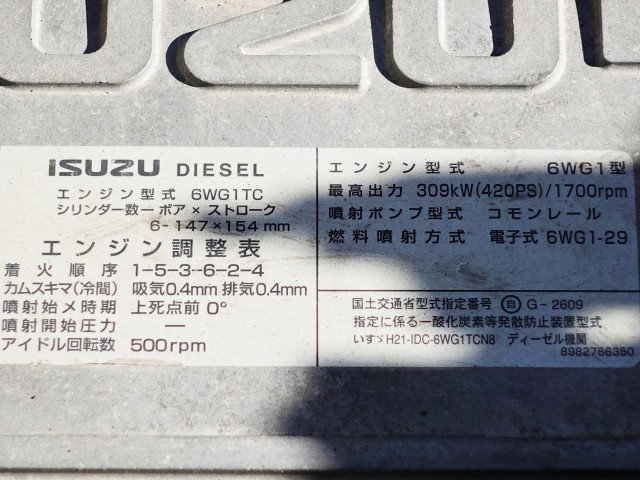 ISUZU
ISUZU DIESEL
エンジン型式 6WG1TC
シリンダー数ーボア×ストローク
6-147×154mm
エンジン調整表
着火順序 1-5-3-6-2-4
カムスキマ(冷間) 吸気0.4mm 排気0.4mm
噴射始メ時期 上死点前 0°
噴射開始圧力 ー
アイドル回転数 500rpm
エンジン型式 6WG1型
最高出力 309kW(420PS)/1700rpm
噴射ポンプ型式 コモンレール
燃料噴射方式 電子式 6WG1-29
国土交通省型式指定番号 自 G-2609
指定に係る一酸化炭素等発散防止装置型式
いすゞH21-IDC-6WG1TCN8 ディーゼル機関
8982766350